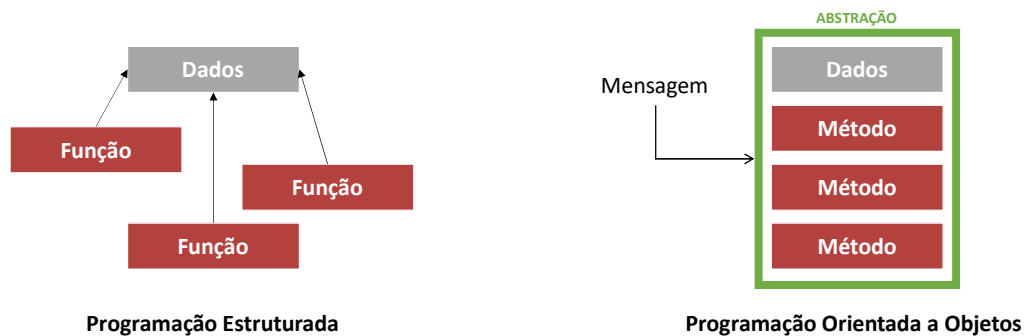 Dados
Função
Função
Função
Programação Estruturada
ABSTRAÇÃO
Mensagem
Dados
Método
Método
Método
Programação Orientada a Objetos